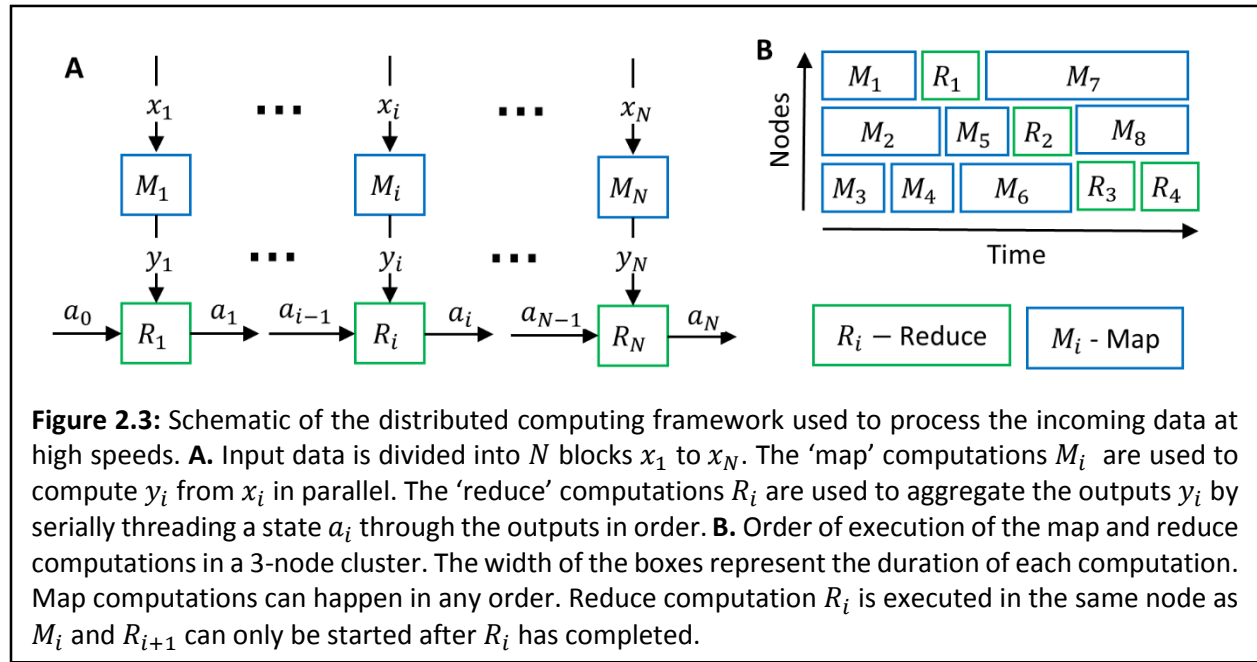 A
x₁ ... xᵢ ... x_N
M₁ Mᵢ M_N
y₁ ... yᵢ ... y_N
a₀ R₁ a₁ aᵢ₋₁ Rᵢ aᵢ a_{N−1} R_N a_N
B
Nodes
M₁ R₁ M₇
M₂ M₅ R₂ M₈
M₃ M₄ M₆ R₃ R₄
Time
Rᵢ – Reduce
Mᵢ - Map
Figure 2.3: Schematic of the distributed computing framework used to process the incoming data at
high speeds. A. Input data is divided into N blocks x₁ to x_N. The ‘map’ computations Mᵢ are used to
compute yᵢ from xᵢ in parallel. The ‘reduce’ computations Rᵢ are used to aggregate the outputs yᵢ by
serially threading a state aᵢ through the outputs in order. B. Order of execution of the map and reduce
computations in a 3-node cluster. The width of the boxes represent the duration of each computation.
Map computations can happen in any order. Reduce computation Rᵢ is executed in the same node as
Mᵢ and Rᵢ₊₁ can only be started after Rᵢ has completed.